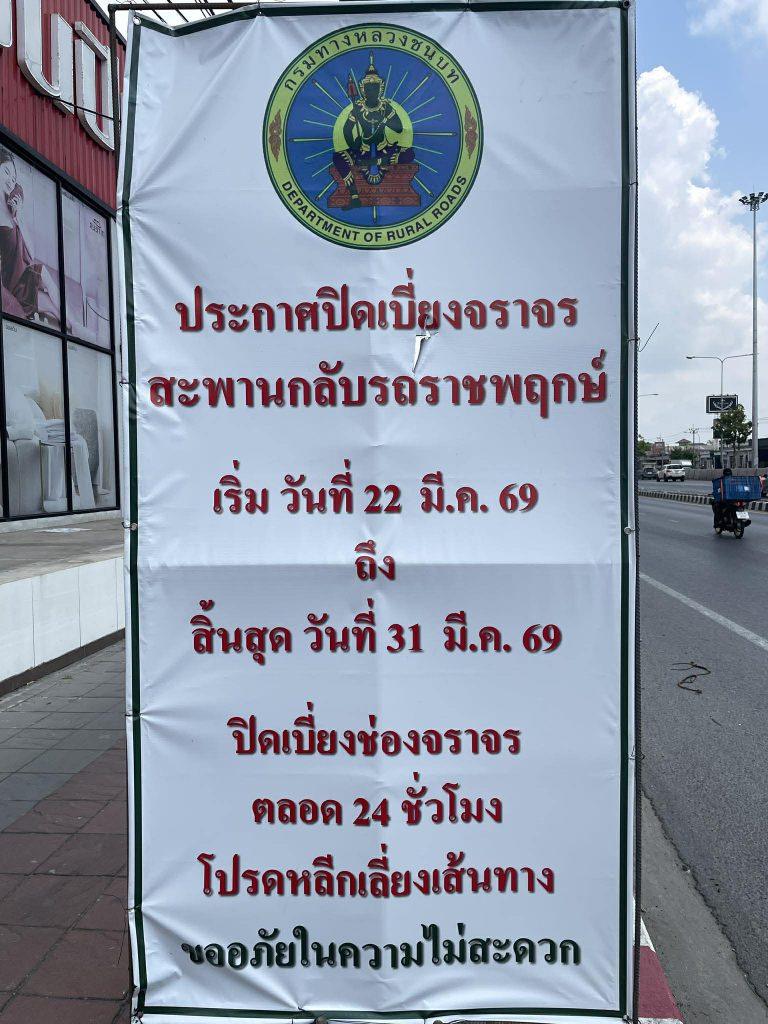 กรมทางหลวงชนบท
DEPARTMENT OF RURAL ROADS
ประกาศปิดเบี่ยงจราจร
สะพานกลับรถราชพฤกษ์
เริ่ม วันที่ 22 มี.ค. 69
ถึง
สิ้นสุด วันที่ 31 มี.ค. 69
ปิดเบี่ยงช่องจราจร
ตลอด 24 ชั่วโมง
โปรดหลีกเลี่ยงเส้นทาง
ขออภัยในความไม่สะดวก